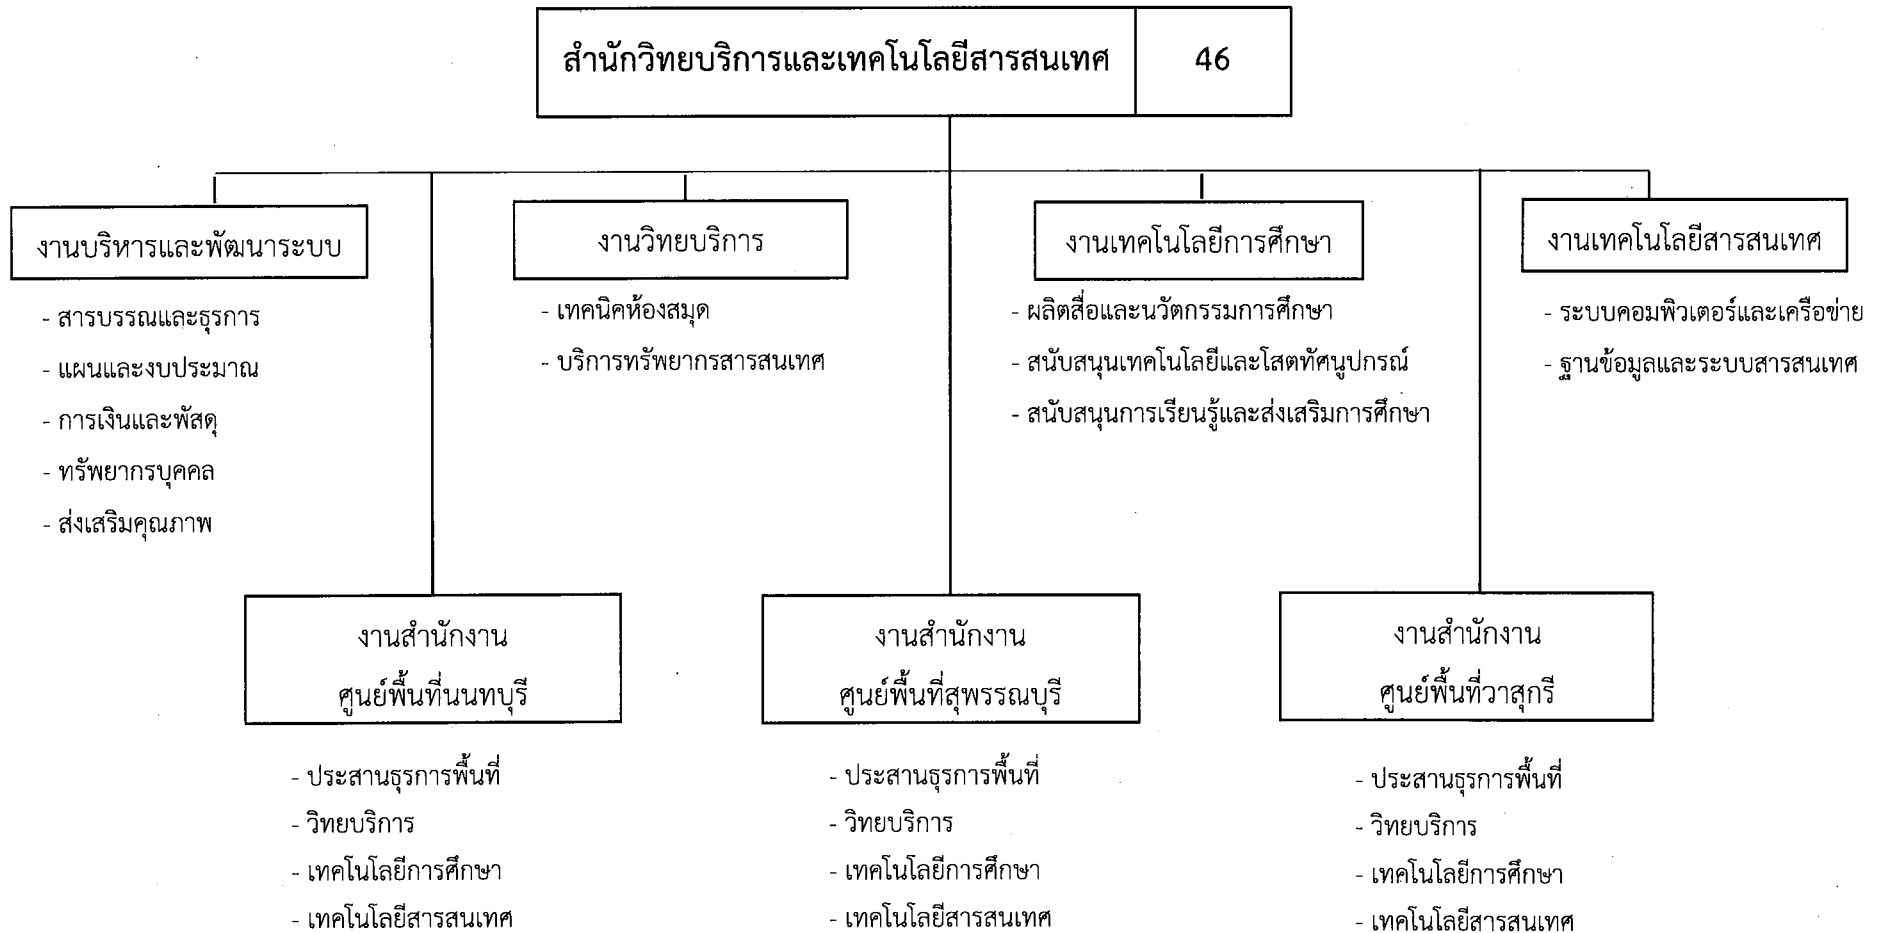 สำนักวิทยบริการและเทคโนโลยีสารสนเทศ 46
งานบริหารและพัฒนาระบบ
- สารบรรณและธุรการ
- แผนและงบประมาณ
- การเงินและพัสดุ
- ทรัพยากรบุคคล
- ส่งเสริมคุณภาพ
งานวิทยบริการ
- เทคนิคห้องสมุด
- บริการทรัพยากรสารสนเทศ
งานเทคโนโลยีการศึกษา
- ผลิตสื่อและนวัตกรรมการศึกษา
- สนับสนุนเทคโนโลยีและโสตทัศนูปกรณ์
- สนับสนุนการเรียนรู้และส่งเสริมการศึกษา
งานเทคโนโลยีสารสนเทศ
- ระบบคอมพิวเตอร์และเครือข่าย
- ฐานข้อมูลและระบบสารสนเทศ
งานสำนักงาน
ศูนย์พื้นที่นนทบุรี
- ประสานธุรการพื้นที่
- วิทยบริการ
- เทคโนโลยีการศึกษา
- เทคโนโลยีสารสนเทศ
งานสำนักงาน
ศูนย์พื้นที่สุพรรณบุรี
- ประสานธุรการพื้นที่
- วิทยบริการ
- เทคโนโลยีการศึกษา
- เทคโนโลยีสารสนเทศ
งานสำนักงาน
ศูนย์พื้นที่วาสุกรี
- ประสานธุรการพื้นที่
- วิทยบริการ
- เทคโนโลยีการศึกษา
- เทคโนโลยีสารสนเทศ